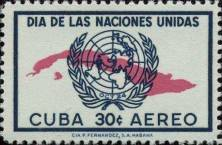 DIA DE LAS NACIONES UNIDAS
CUBA 30¢ AEREO
CIA. P. FERNANDEZ, S.A. HABANA